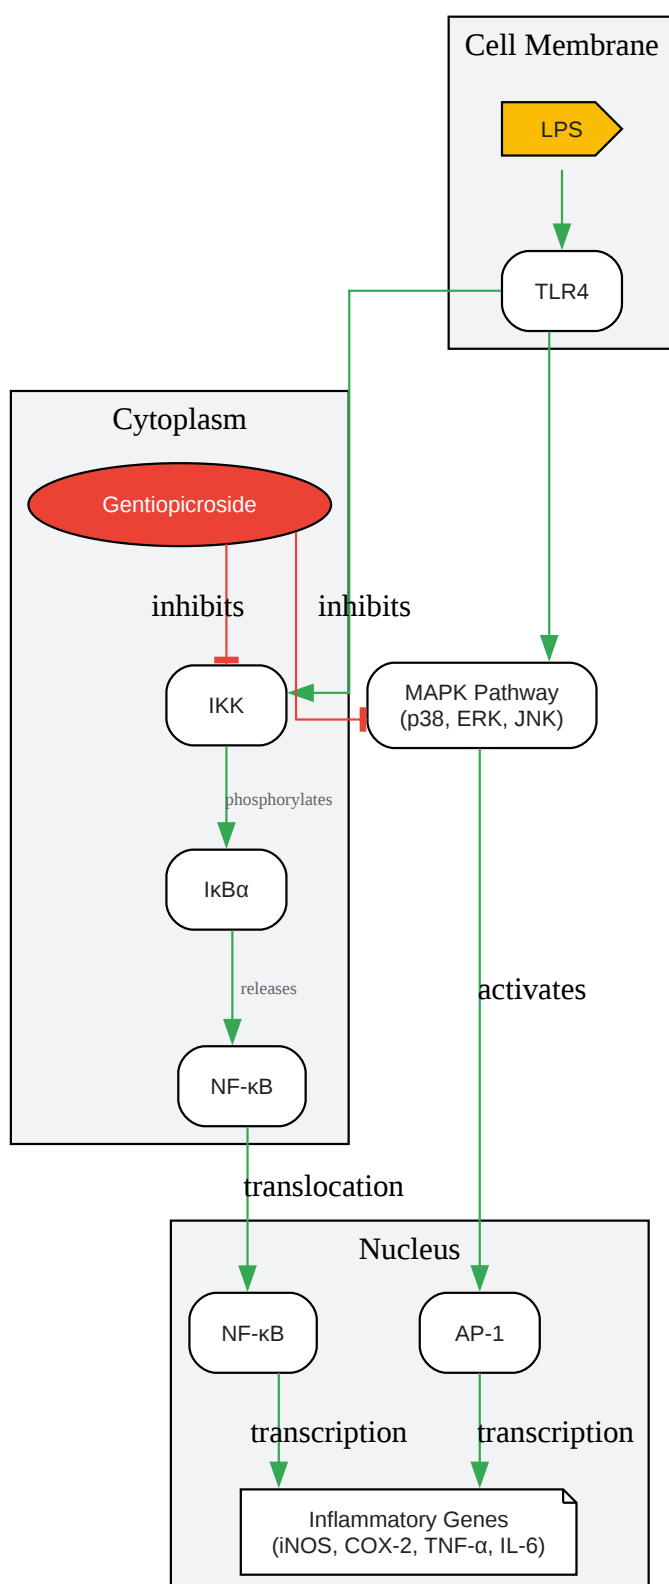 Cell Membrane
LPS
TLR4
Cytoplasm
Gentiopicroside
inhibits
inhibits
IKK
MAPK Pathway
(p38, ERK, JNK)
phosphorylates
IκBα
releases
activates
NF-κB
translocation
Nucleus
NF-κB
AP-1
transcription
transcription
Inflammatory Genes
(iNOS, COX-2, TNF-α, IL-6)